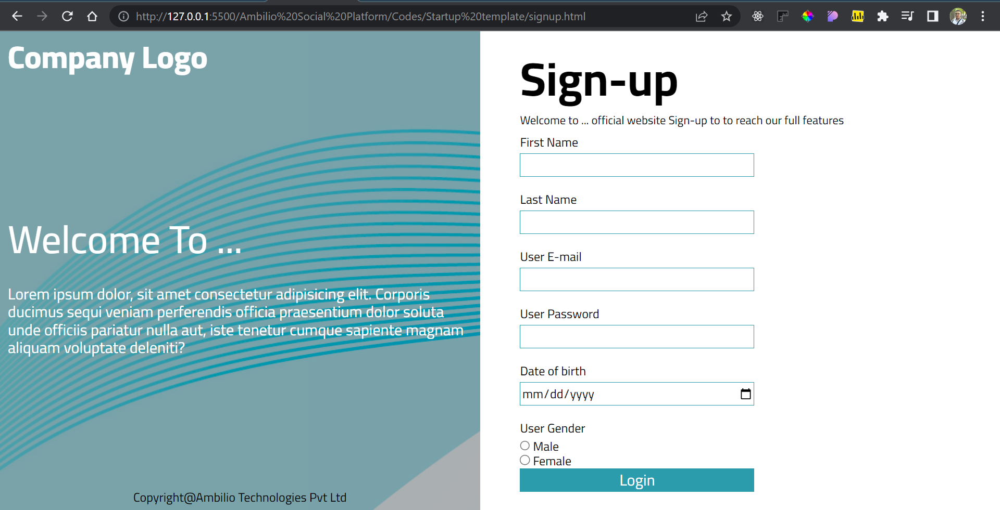 http://127.0.0.1:5500/Ambilio%20Social%20Platform/Codes/Startup%20template/signup.html
Company Logo
Welcome To ...
Lorem ipsum dolor, sit amet consectetur adipisicing elit. Corporis
ducimus sequi veniam perferendis officia praesentium dolor soluta
unde officiis pariatur nulla aut, iste tenetur cumque sapiente magnam
aliquam voluptate deleniti?
Copyright@Ambilio Technologies Pvt Ltd
Sign-up
Welcome to ... official website Sign-up to to reach our full features
First Name
Last Name
User E-mail
User Password
Date of birth
mm/dd/yyyy
User Gender
Male
Female
Login